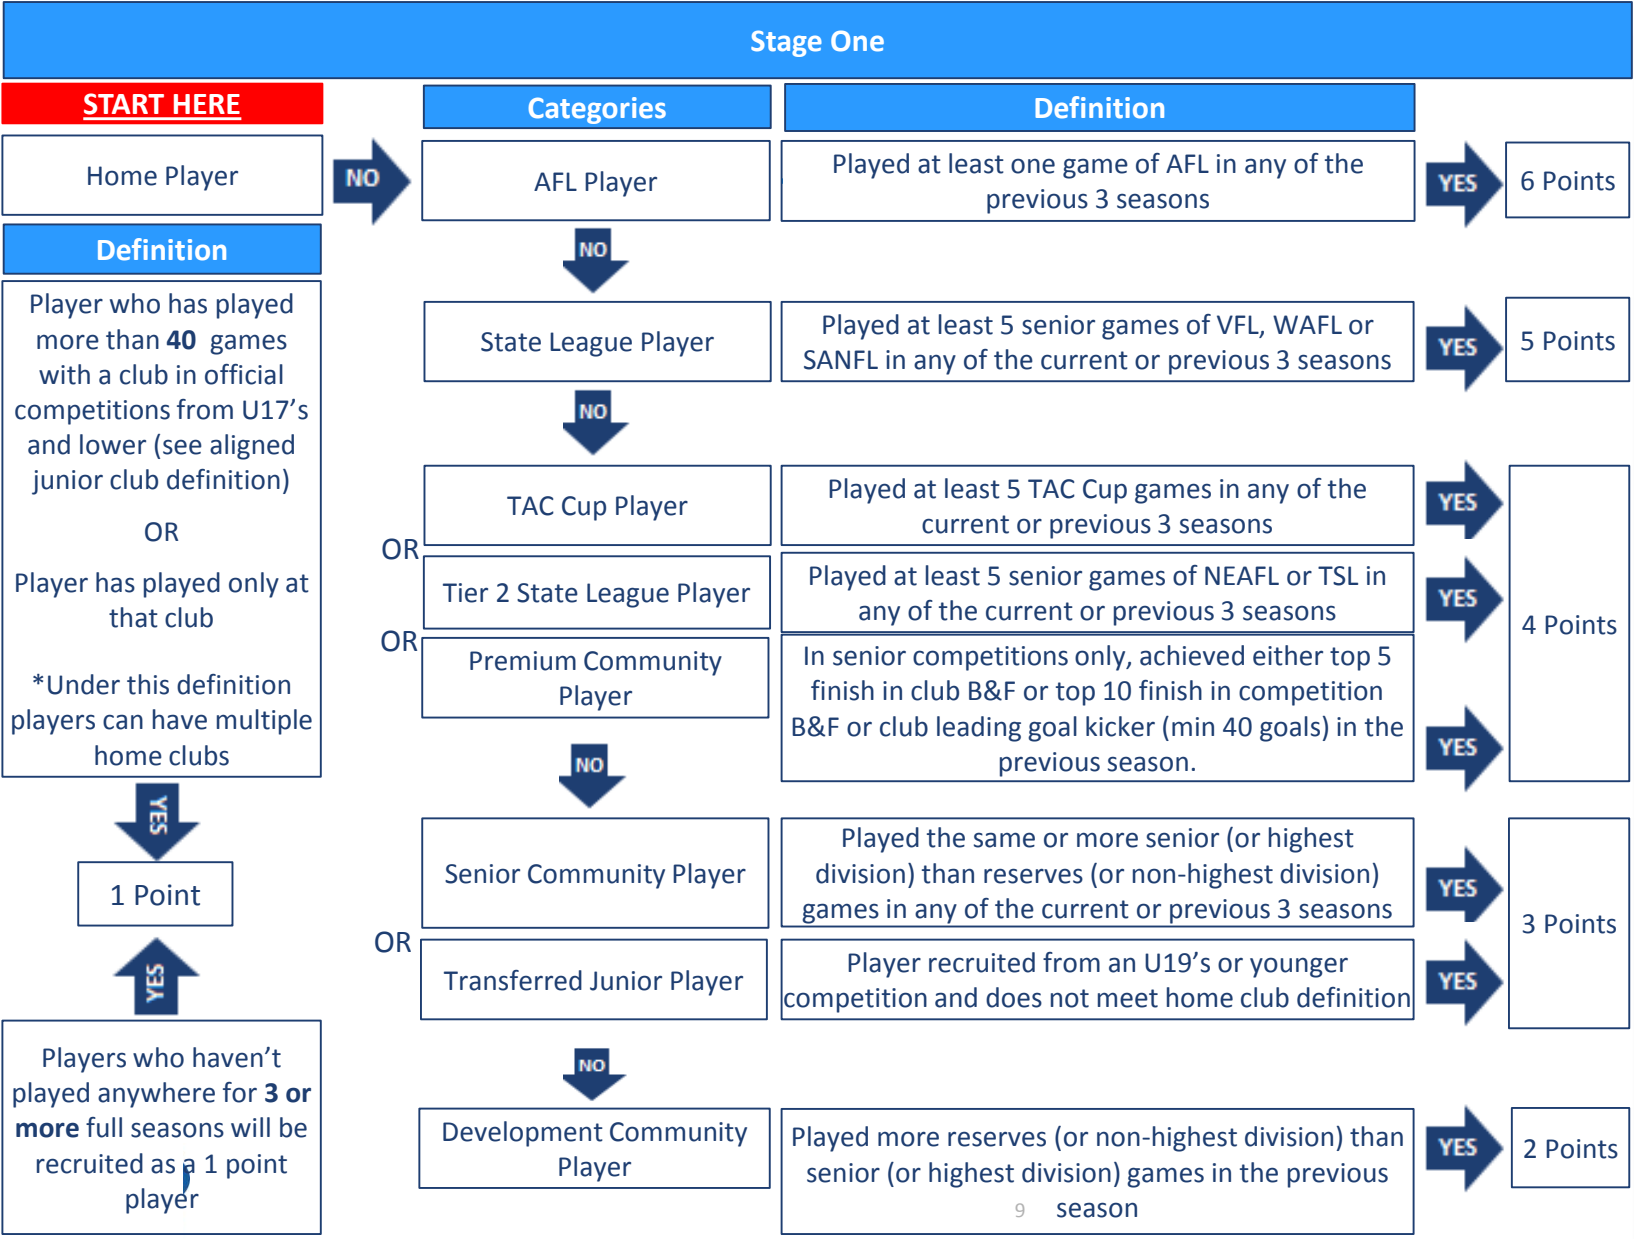 Stage One
START HERE
Home Player
Definition
Player who has played
more than 40 games
with a club in official
competitions from U17’s
and lower (see aligned
junior club definition)
OR
Player has played only at
that club
*Under this definition
players can have multiple
home clubs
YES
1 Point
YES
Players who haven’t
played anywhere for 3 or
more full seasons will be
recruited as a 1 point
player
NO
Categories
Definition
AFL Player
Played at least one game of AFL in any of the
previous 3 seasons
YES
6 Points
NO
State League Player
Played at least 5 senior games of VFL, WAFL or
SANFL in any of the current or previous 3 seasons
YES
5 Points
NO
TAC Cup Player
Played at least 5 TAC Cup games in any of the
current or previous 3 seasons
YES
OR
Tier 2 State League Player
Played at least 5 senior games of NEAFL or TSL in
any of the current or previous 3 seasons
YES
4 Points
OR
Premium Community
Player
In senior competitions only, achieved either top 5
finish in club B&F or top 10 finish in competition
B&F or club leading goal kicker (min 40 goals) in the
previous season.
YES
NO
Senior Community Player
Played the same or more senior (or highest
division) than reserves (or non-highest division)
games in any of the current or previous 3 seasons
YES
3 Points
OR
Transferred Junior Player
Player recruited from an U19’s or younger
competition and does not meet home club definition
YES
NO
Development Community
Player
Played more reserves (or non-highest division) than
senior (or highest division) games in the previous
season
YES
2 Points
9